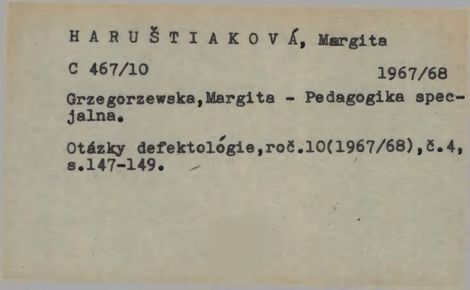 H A R U Š T I A K O V Á, Margita
C 467/10 1967/68
Grzegorzewska,Margita - Pedagogika spec-
jalna.
Otázky defektológie,roč.10(1967/68),č.4,
s.147-149.